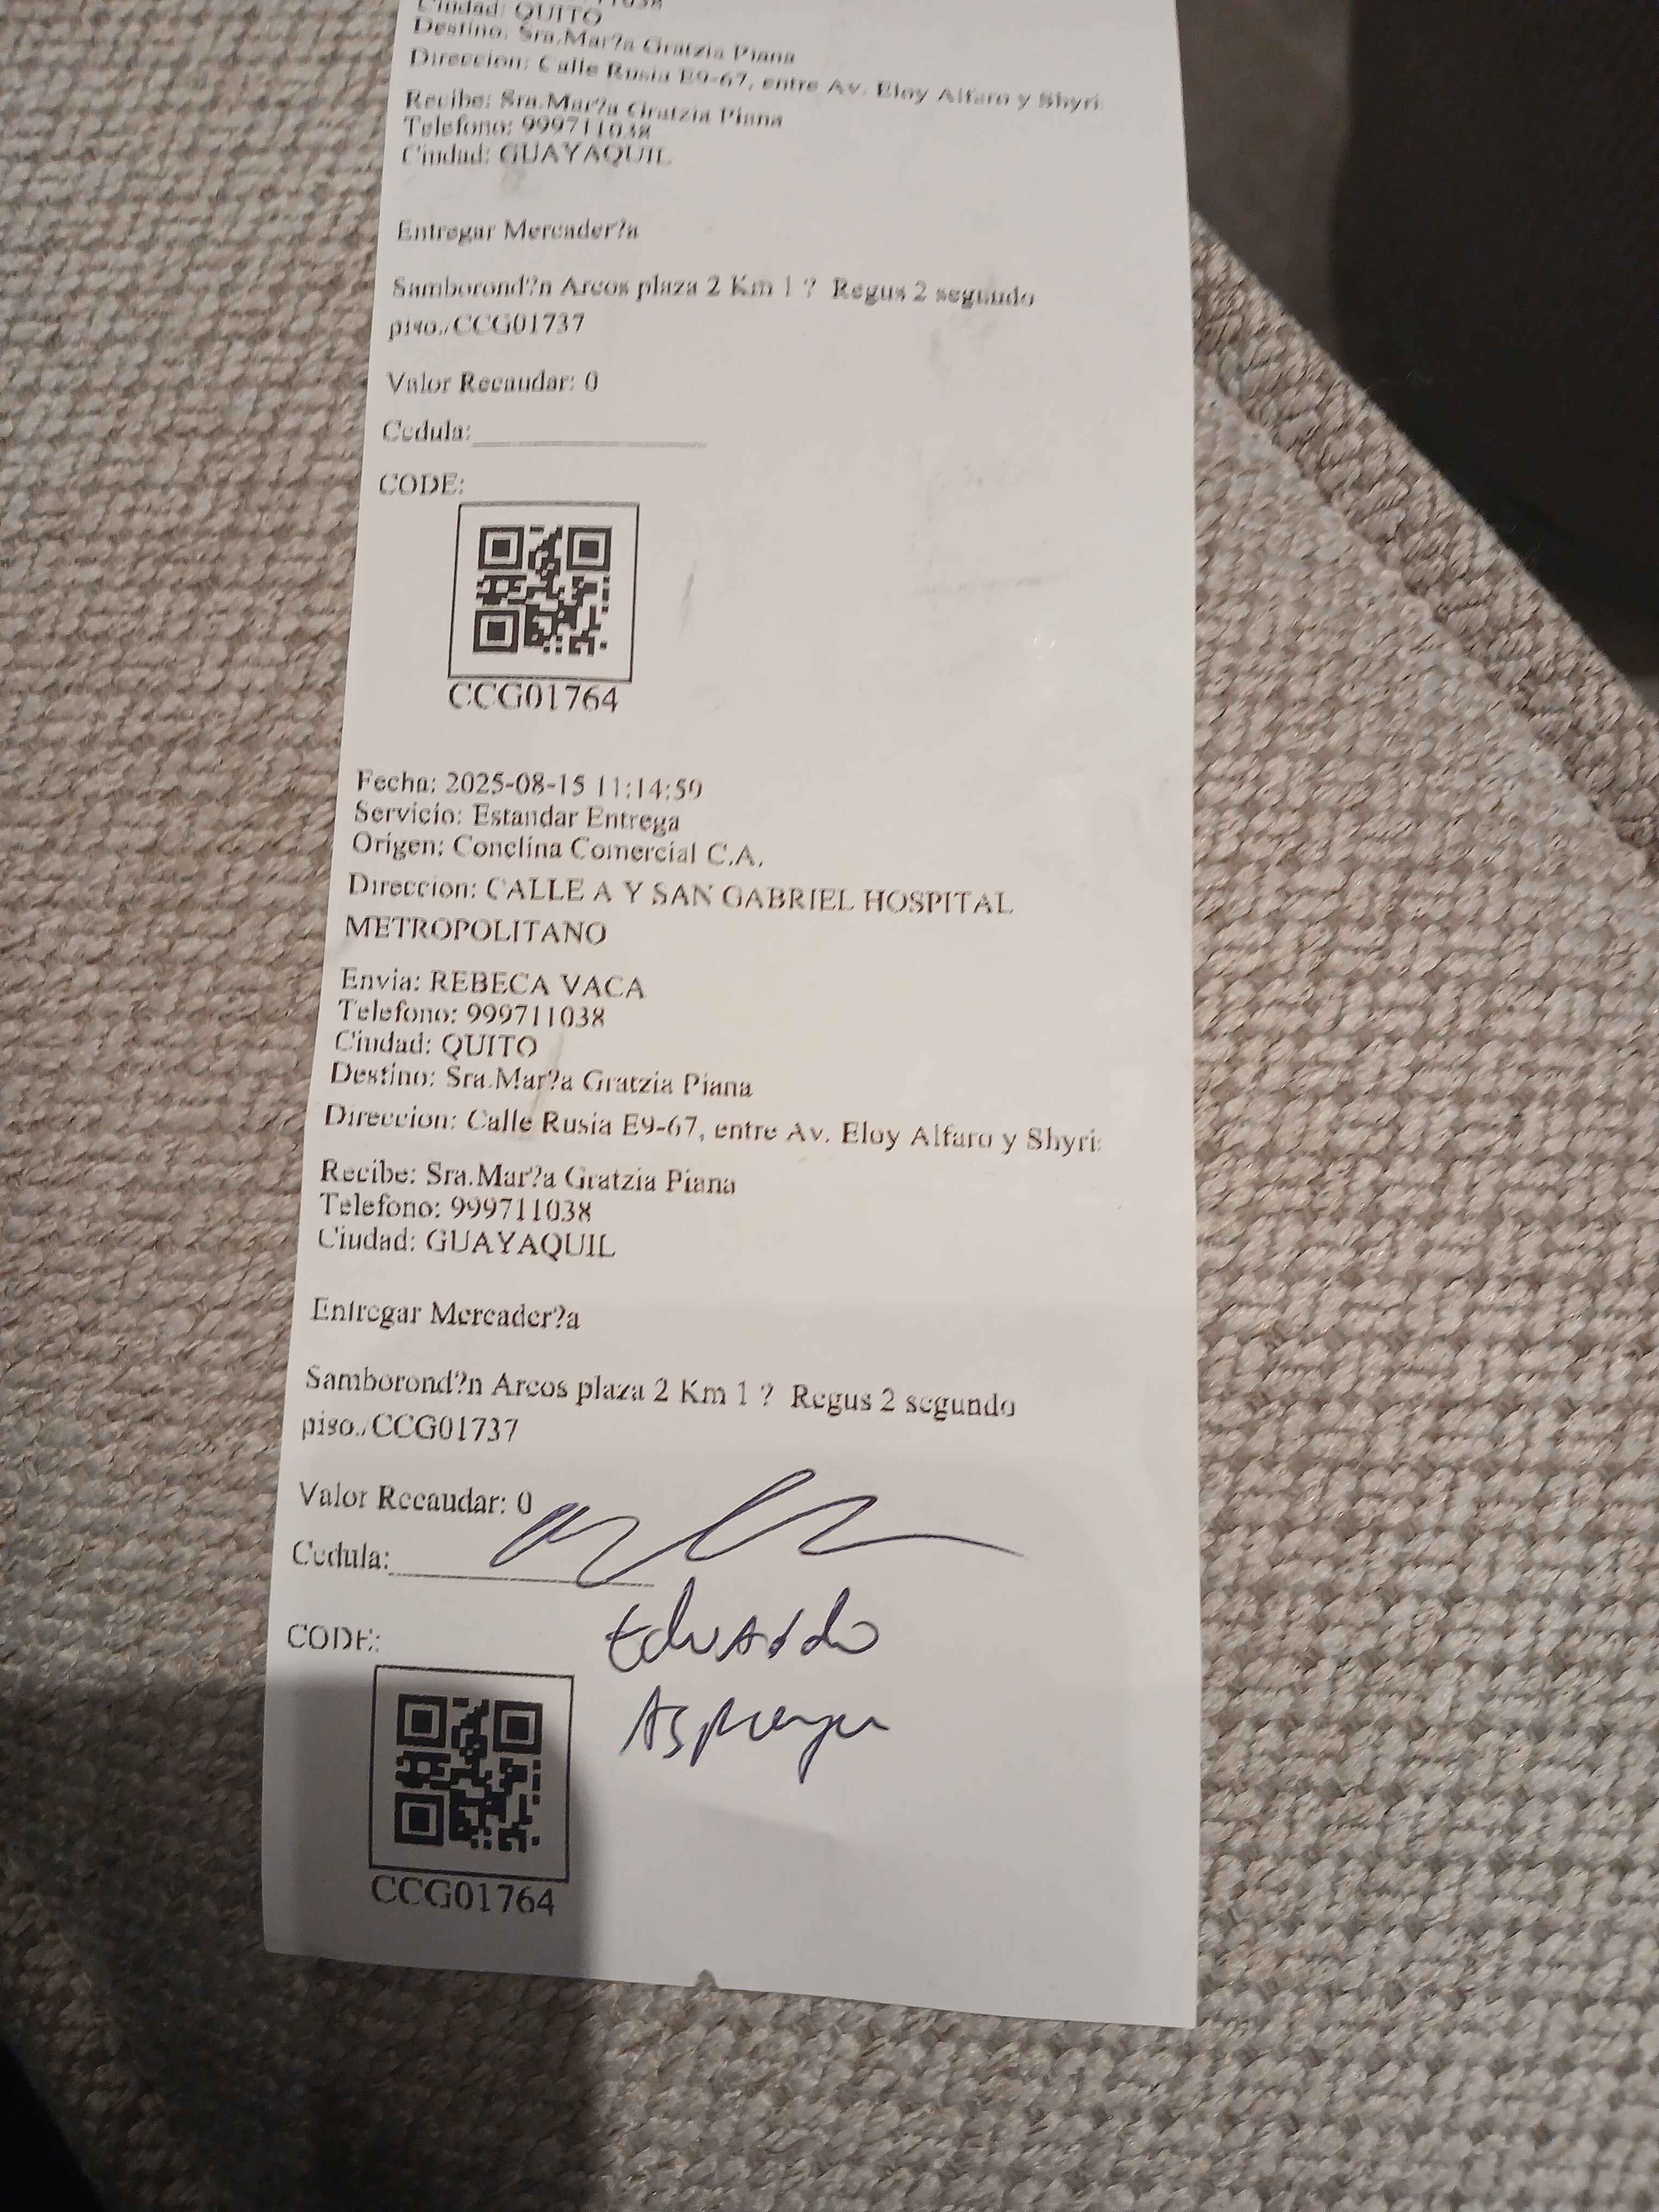 Ciudad: QUITO
Destino: Sra.Mar?a Gratzia Piana
Direccion: Calle Rusia E9-67, entre Av. Eloy Alfaro y Shyri
Recibe: Sra.Mar?a Gratzia Piana
Telefono: 999711038
Ciudad: GUAYAQUIL
Entregar Mercader?a
Samborond?n Arcos plaza 2 Km 1 ? Regus 2 segundo
piso./CCG01737
Valor Recaudar: 0
Cedula:
CODE:
CCG01764
Fecha: 2025-08-15 11:14:59
Servicio: Estandar Entrega
Origen: Conclina Comercial C.A.
Direccion: CALLE A Y SAN GABRIEL HOSPITAL
METROPOLITANO
Envia: REBECA VACA
Telefono: 999711038
Ciudad: QUITO
Destino: Sra.Mar?a Gratzia Piana
Direccion: Calle Rusia E9-67, entre Av. Eloy Alfaro y Shyri
Recibe: Sra.Mar?a Gratzia Piana
Telefono: 999711038
Ciudad: GUAYAQUIL
Entregar Mercader?a
Samborond?n Arcos plaza 2 Km 1 ? Regus 2 segundo
piso./CCG01737
Valor Recaudar: 0
Cedula:
Eduardo
CODE:
CCG01764